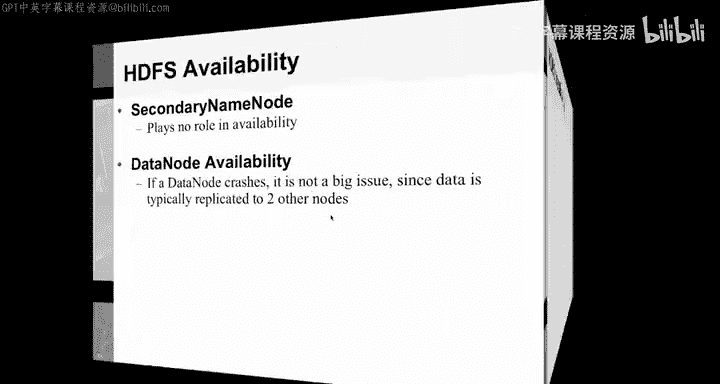 GPT中英字幕课程资源@bilibili.com
字幕课程资源 bilibili
HDFS Availability
• SecondaryNameNode
– Plays no role in availability
• DataNode Availability
– If a DataNode crashes, it is not a big issue, since data is
typically replicated to 2 other nodes